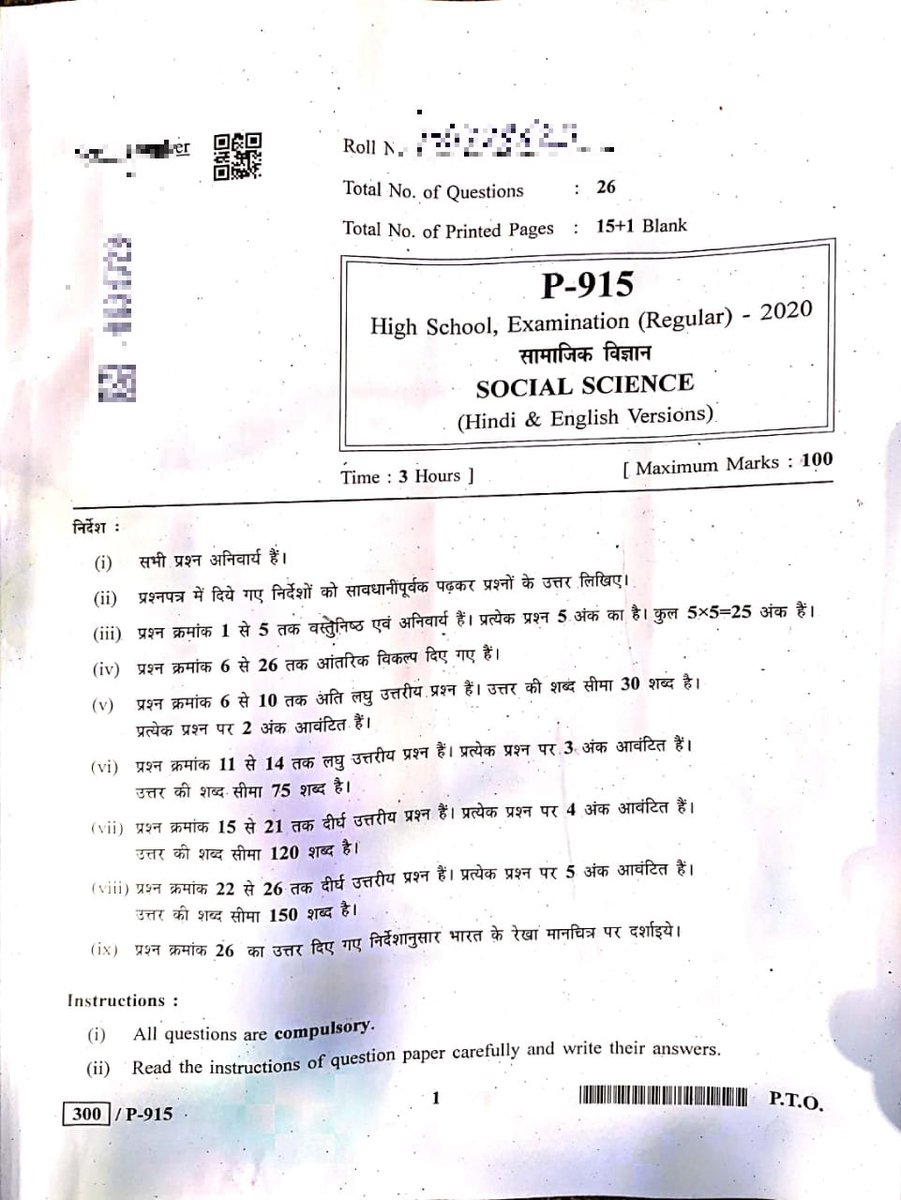 Roll N
Total No. of Questions : 26
Total No. of Printed Pages : 15+1 Blank
P-915
High School, Examination (Regular) - 2020
सामाजिक विज्ञान
SOCIAL SCIENCE
(Hindi & English Versions)
Time : 3 Hours ] [ Maximum Marks : 100
निर्देश :
(i) सभी प्रश्न अनिवार्य हैं।
(ii) प्रश्नपत्र में दिये गए निर्देशों को सावधानीपूर्वक पढ़कर प्रश्नों के उत्तर लिखिए।
(iii) प्रश्न क्रमांक 1 से 5 तक वस्तुनिष्ठ एवं अनिवार्य हैं। प्रत्येक प्रश्न 5 अंक का है। कुल 5×5=25 अंक हैं।
(iv) प्रश्न क्रमांक 6 से 26 तक आंतरिक विकल्प दिए गए हैं।
(v) प्रश्न क्रमांक 6 से 10 तक अति लघु उत्तरीय प्रश्न हैं। उत्तर की शब्द सीमा 30 शब्द है।
प्रत्येक प्रश्न पर 2 अंक आवंटित हैं।
(vi) प्रश्न क्रमांक 11 से 14 तक लघु उत्तरीय प्रश्न हैं। प्रत्येक प्रश्न पर 3 अंक आवंटित हैं।
उत्तर की शब्द सीमा 75 शब्द है।
(vii) प्रश्न क्रमांक 15 से 21 तक दीर्घ उत्तरीय प्रश्न हैं। प्रत्येक प्रश्न पर 4 अंक आवंटित हैं।
उत्तर की शब्द सीमा 120 शब्द है।
(viii) प्रश्न क्रमांक 22 से 26 तक दीर्घ उत्तरीय प्रश्न हैं। प्रत्येक प्रश्न पर 5 अंक आवंटित हैं।
उत्तर की शब्द सीमा 150 शब्द है।
(ix) प्रश्न क्रमांक 26 का उत्तर दिए गए निर्देशानुसार भारत के रेखा मानचित्र पर दर्शाइये।
Instructions :
(i) All questions are compulsory.
(ii) Read the instructions of question paper carefully and write their answers.
300 / P-915 1 P.T.O.